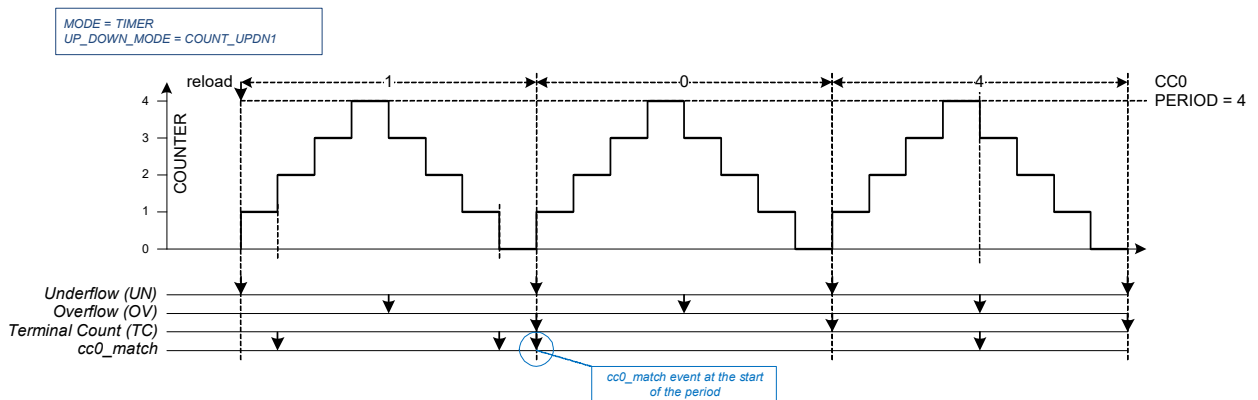 MODE = TIMER
UP_DOWN_MODE = COUNT_UPDN1
reload 1 0 4 CC0
PERIOD = 4
4
3
2
1
0
COUNTER
Underflow (UN)
Overflow (OV)
Terminal Count (TC)
cc0_match
cc0_match event at the start
of the period